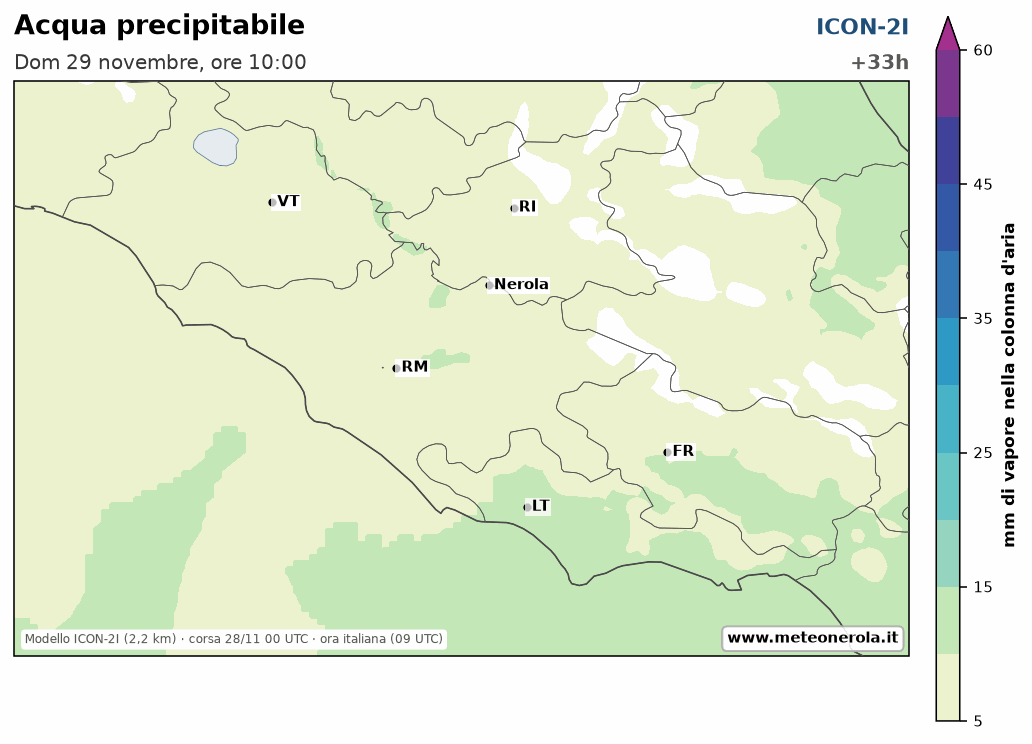 Acqua precipitabile
ICON-2I
Dom 29 novembre, ore 10:00
+33h
VT
RI
Nerola
RM
FR
LT
Modello ICON-2I (2,2 km) · corsa 28/11 00 UTC · ora italiana (09 UTC)
www.meteonerola.it
60
45
35
25
15
5
mm di vapore nella colonna d'aria